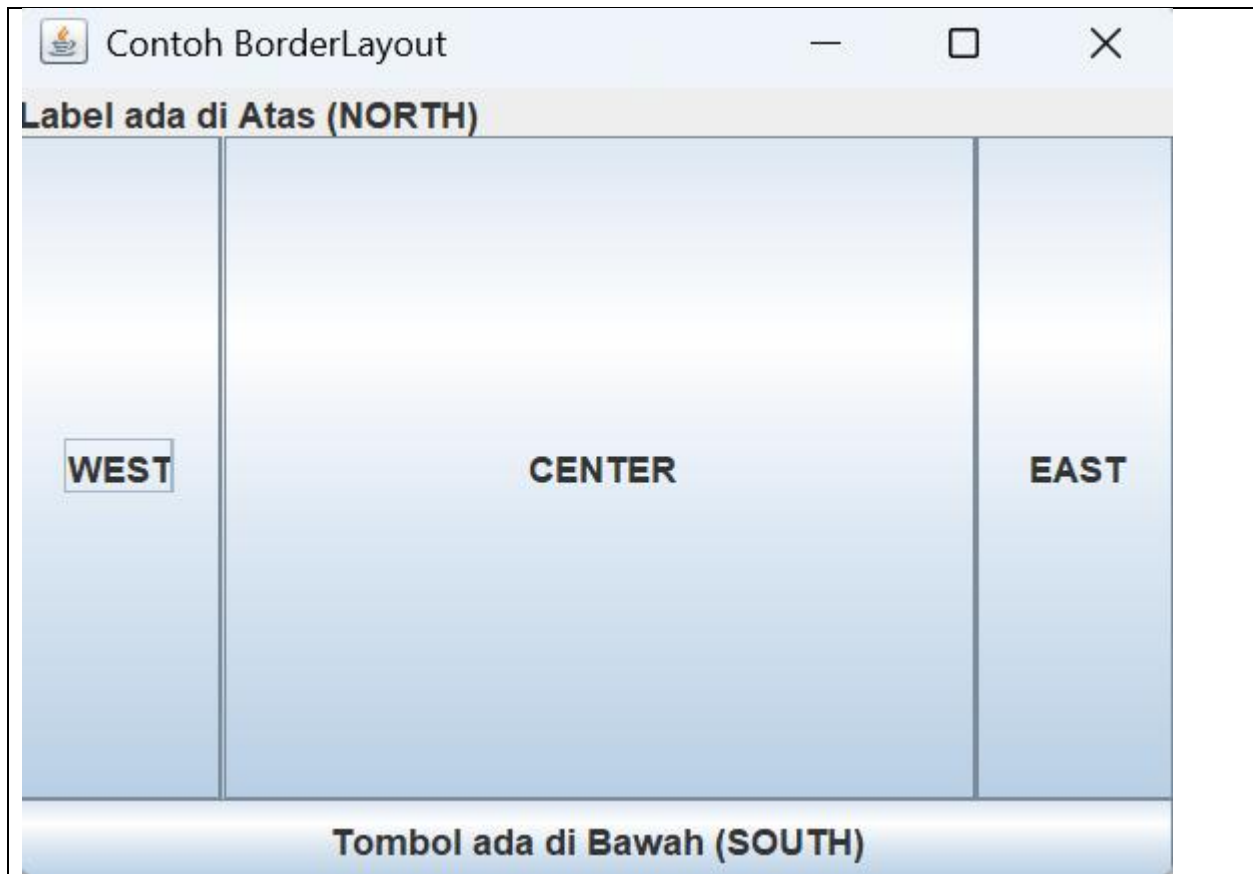 Contoh BorderLayout
Label ada di Atas (NORTH)
WEST
CENTER
EAST
Tombol ada di Bawah (SOUTH)